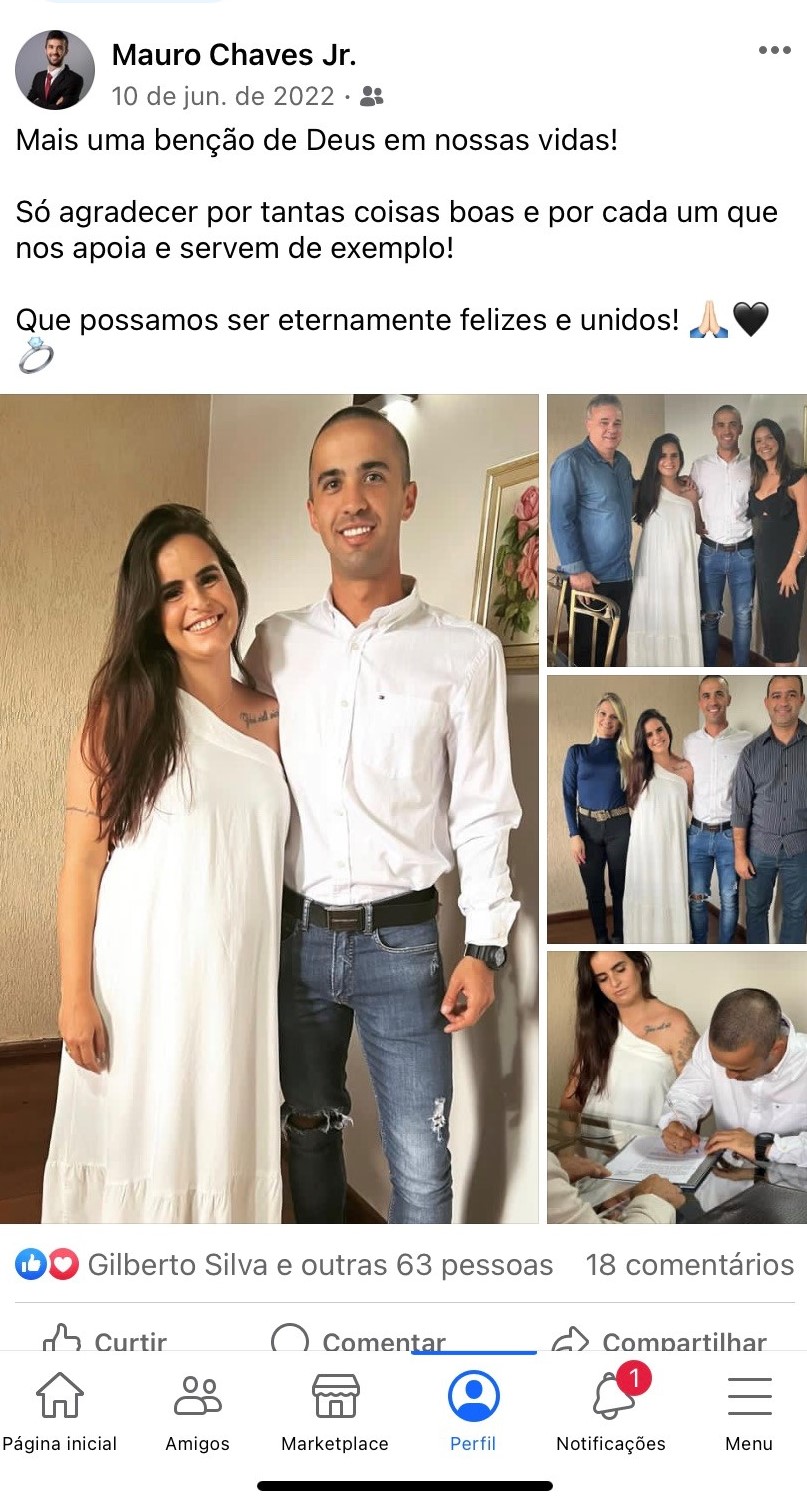 Mauro Chaves Jr.
10 de jun. de 2022 ·
Mais uma benção de Deus em nossas vidas!
Só agradecer por tantas coisas boas e por cada um que
nos apoia e servem de exemplo!
Que possamos ser eternamente felizes e unidos! 🙏🏻🖤
💍
Gilberto Silva e outras 63 pessoas 18 comentários
Curtir Comentar Compartilhar
1
Página inicial Amigos Marketplace Perfil Notificações Menu